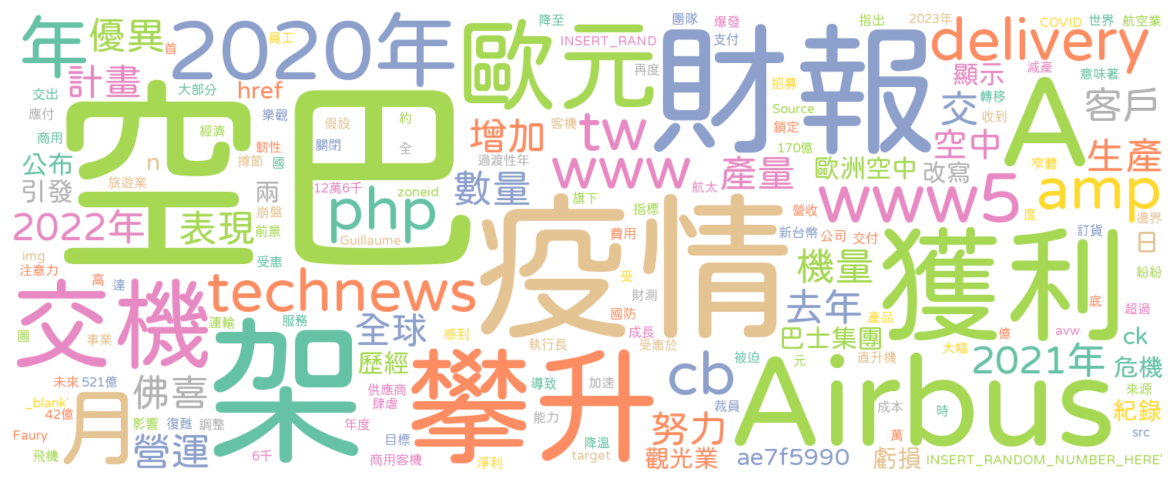 年
優異
首
2020年
員工
降至
團隊
爆發
支付
指出
2023年
COVID
世界
航空業
INSERT_RAND
歐元
財報
delivery
計畫
交出
大部分
href
樂觀
再度
招募
Source
顯示
減產
意味著
應付
空巴
假設
約
鎖定
交
轉移
收到
客戶
A
商用
n
經濟
韌性
關閉
全
增加
客機
tw
170億
空中
生產
公布
撙節
國
過渡性年
www
產量
歐洲空中
改寫
窄體
引發
旅遊業
兩
12萬6千
zoneid
數量
航太
www5
amp
2022年
崩盤
php
旗下
指標
營收
度
邊界
表現
前景
Guillaume
疫情
費用
新台幣
公司
交付
訂貨
日
img
受惠
受
機量
獲利
紛紛
注意力
高
達
technews
財測
去年
產品
底
超過
交機
運輸
服務
全球
國防
成長
巴士集團
億
avw
ck
圖
事業
架
感到
執行長
受惠於
大幅
2021年
危機
未來
521億
佛喜
歷經
攀升
被迫
元
直升機
來源
_blank'
42億
月
供應商
導致
加速
cb
Airbus
紀錄
肆虐
裁員
成本
時
Faury
影響
復甦
調整
年度
能力
努力
萬
src
飛機
營運
目標
降溫
6千
商用客機
淨利
target
觀光業
ae7f5990
虧損
INSERT_RANDOM_NUMBER_HERE'